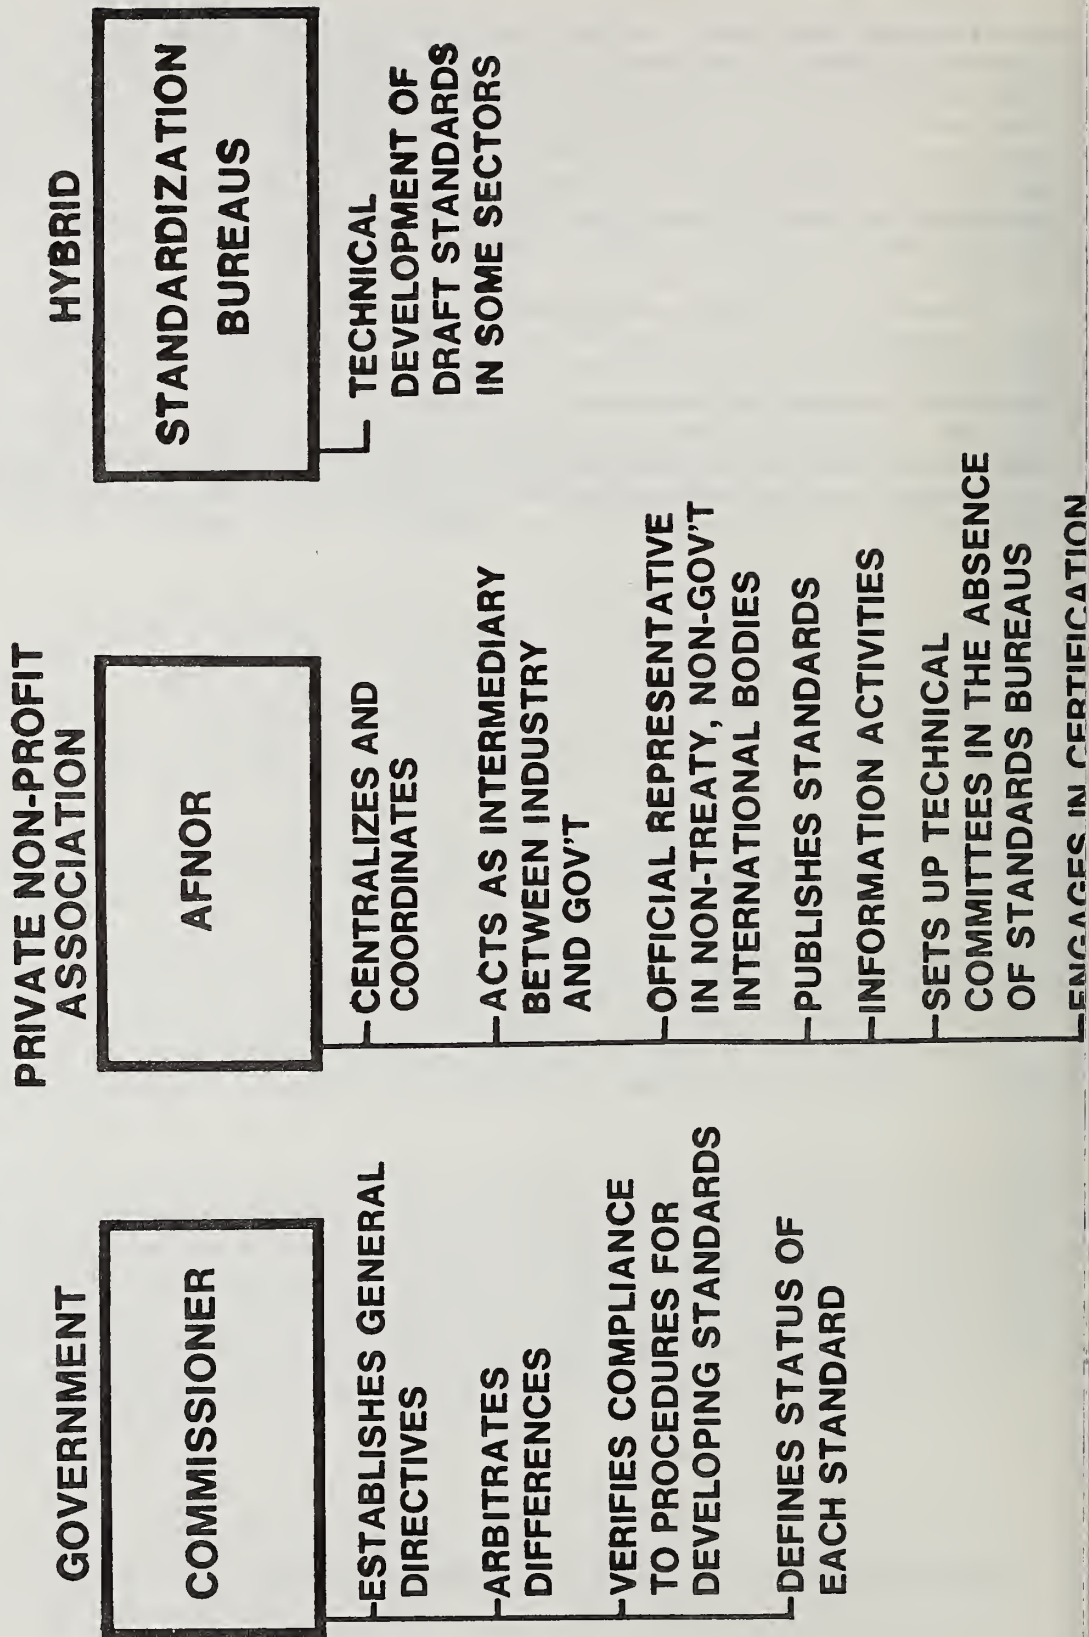 GOVERNMENT
COMMISSIONER
ESTABLISHES GENERAL
DIRECTIVES
ARBITRATES
DIFFERENCES
VERIFIES COMPLIANCE
TO PROCEDURES FOR
DEVELOPING STANDARDS
DEFINES STATUS OF
EACH STANDARD
PRIVATE NON-PROFIT
ASSOCIATION
AFNOR
CENTRALIZES AND
COORDINATES
ACTS AS INTERMEDIARY
BETWEEN INDUSTRY
AND GOV'T
OFFICIAL REPRESENTATIVE
IN NON-TREATY, NON-GOV'T
INTERNATIONAL BODIES
PUBLISHES STANDARDS
INFORMATION ACTIVITIES
SETS UP TECHNICAL
COMMITTEES IN THE ABSENCE
OF STANDARDS BUREAUS
ENGAGES IN CERTIFICATION
HYBRID
STANDARDIZATION
BUREAUS
TECHNICAL
DEVELOPMENT OF
DRAFT STANDARDS
IN SOME SECTORS